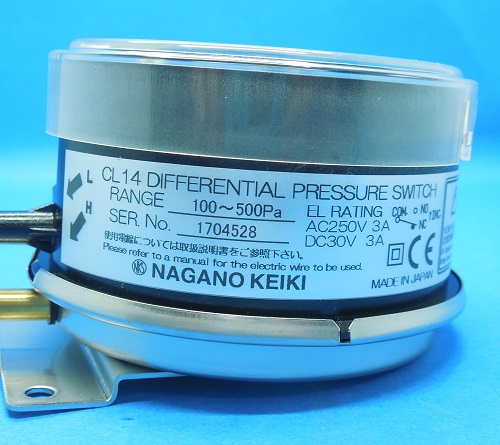 CL14 DIFFERENTIAL PRESSURE SWITCH
L
RANGE 100～500Pa
H
SER. No. 1704528
EL RATING
AC250V 3A
DC30V 3A
COM NO
NC
使用電線については取扱説明書をご参照下さい。
Please refer to a manual for the electric wire to be used.
NKS NAGANO KEIKI
CE
MADE IN JAPAN